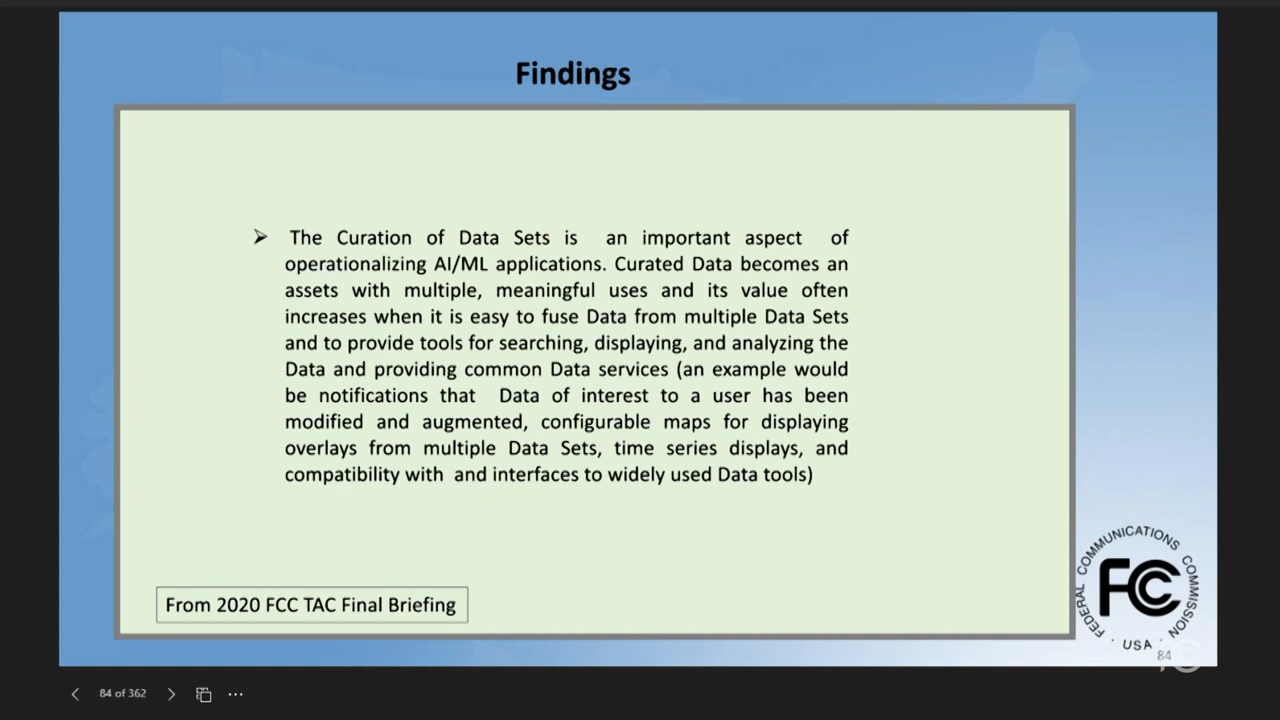 Findings
➢ The Curation of Data Sets is an important aspect of
operationalizing AI/ML applications. Curated Data becomes an
assets with multiple, meaningful uses and its value often
increases when it is easy to fuse Data from multiple Data Sets
and to provide tools for searching, displaying, and analyzing the
Data and providing common Data services (an example would
be notifications that Data of interest to a user has been
modified and augmented, configurable maps for displaying
overlays from multiple Data Sets, time series displays, and
compatibility with and interfaces to widely used Data tools)
From 2020 FCC TAC Final Briefing
FEDERAL COMMUNICATIONS COMMISSION
FCC
· USA ·
84
84 of 362